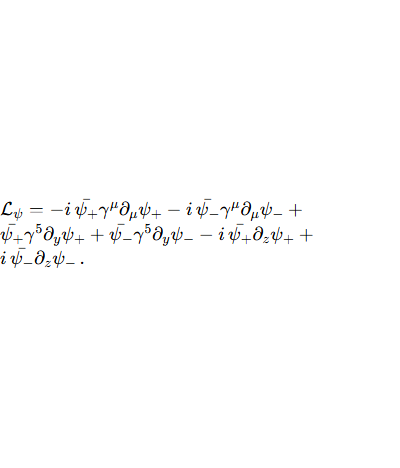 ℒ_ψ = −i ψ̄₊γ^μ∂_μψ₊ − i ψ̄₋γ^μ∂_μψ₋ +
ψ̄₊γ⁵∂_yψ₊ + ψ̄₋γ⁵∂_yψ₋ − i ψ̄₊∂_zψ₊ +
i ψ̄₋∂_zψ₋ .